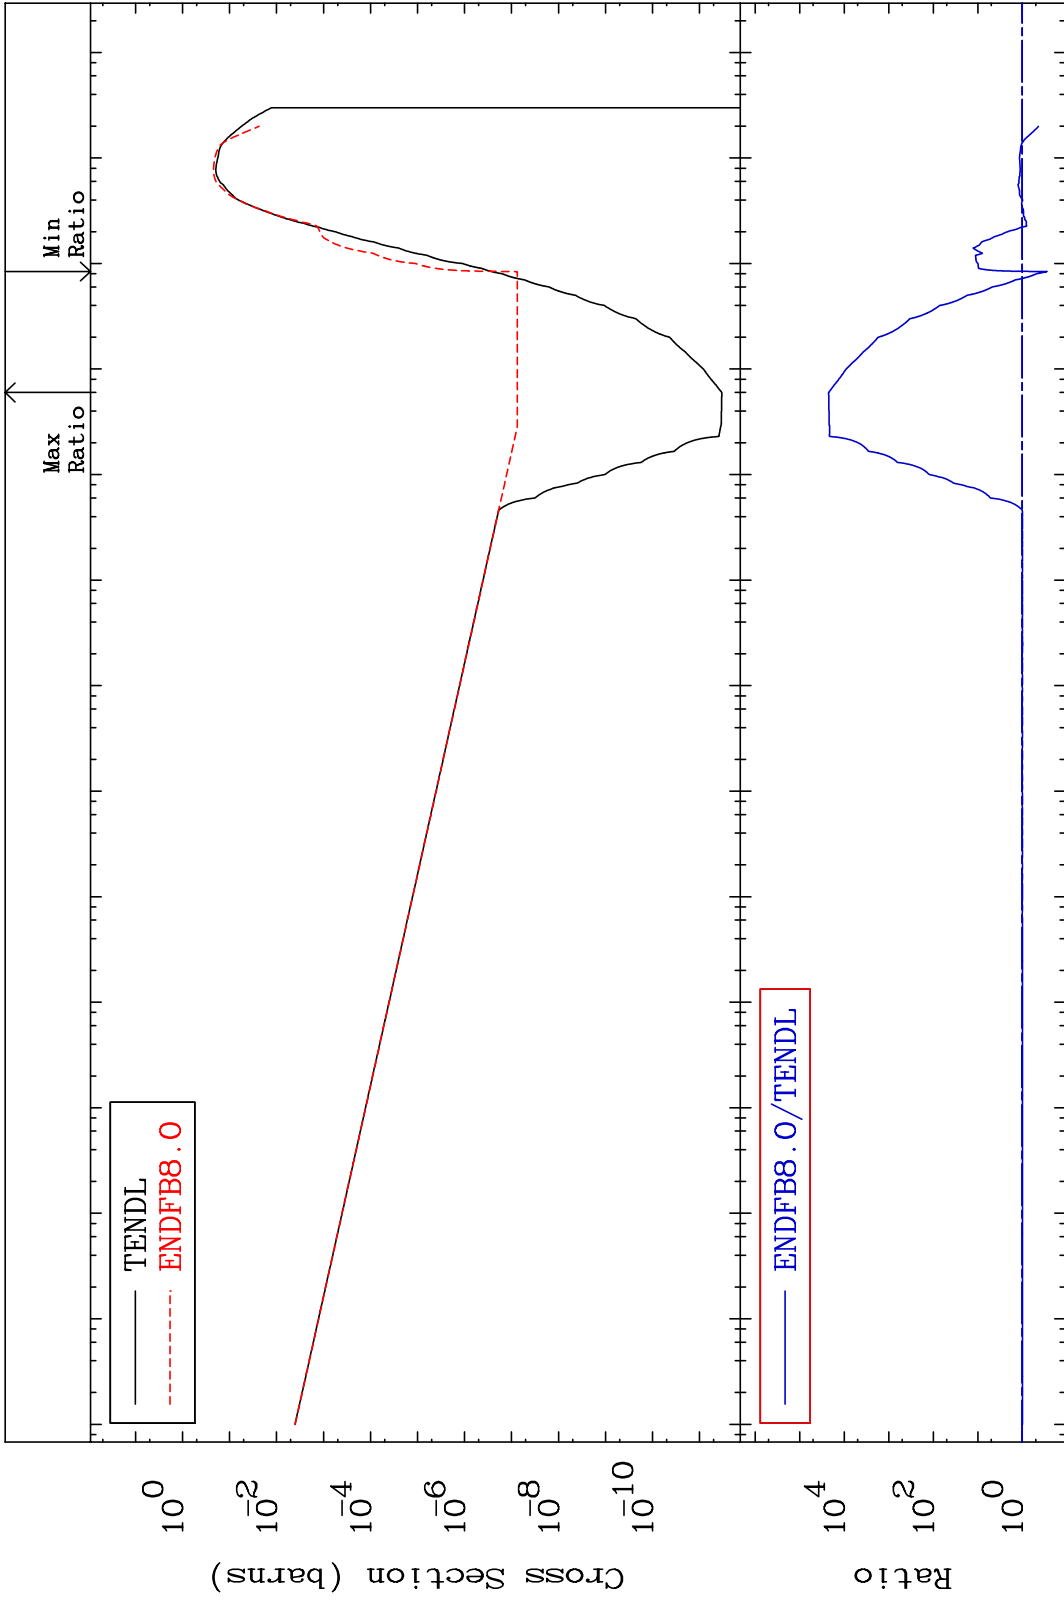 Max
Ratio
Min
Ratio
TENDL
ENDFB8.0
10^0
10^-2
10^-4
10^-6
10^-8
10^-10
Cross Section (barns)
ENDFB8.0/TENDL
10^4
10^2
10^0
Ratio